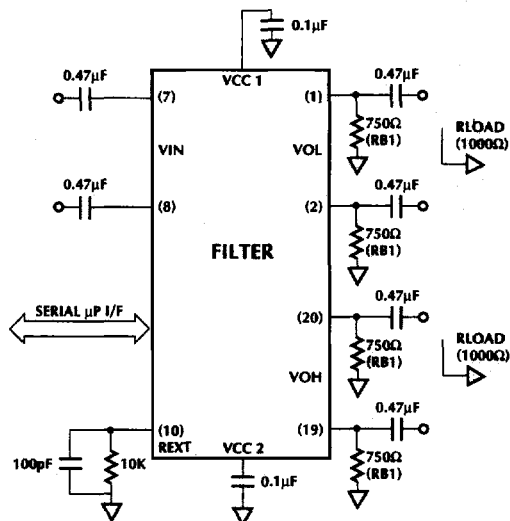 0.1µF
VCC 1
0.47µF
(7)
(1)
0.47µF
750Ω
(RB1)
RLOAD
(1000Ω)
VIN
VOL
0.47µF
(8)
(2)
0.47µF
750Ω
(RB1)
FILTER
SERIAL µP I/F
(20)
0.47µF
750Ω
(RB1)
RLOAD
(1000Ω)
VOH
(10)
REXT
(19)
0.47µF
100pF
10K
VCC 2
750Ω
(RB1)
0.1µF